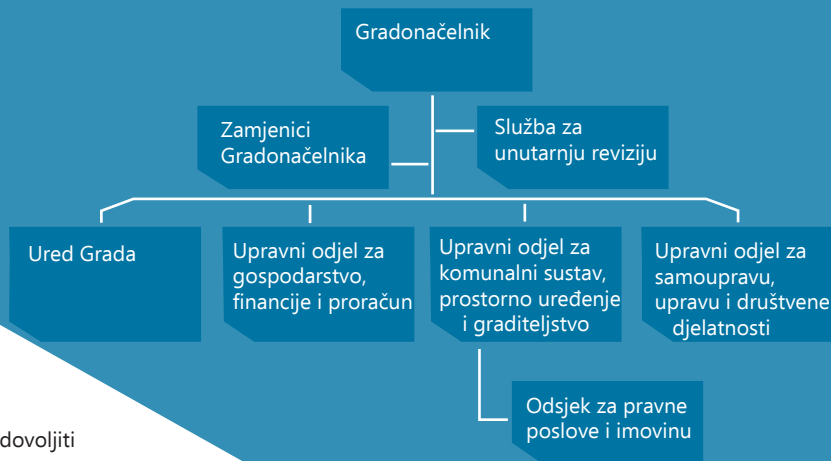 Gradonačelnik
Zamjenici
Gradonačelnika
Služba za
unutarnju reviziju
Ured Grada
Upravni odjel za
gospodarstvo,
financije i proračun
Upravni odjel za
komunalni sustav,
prostorno uređenje
i graditeljstvo
Upravni odjel za
samoupravu,
upravu i društvene
djelatnosti
Odsjek za pravne
poslove i imovinu
dovoljiti